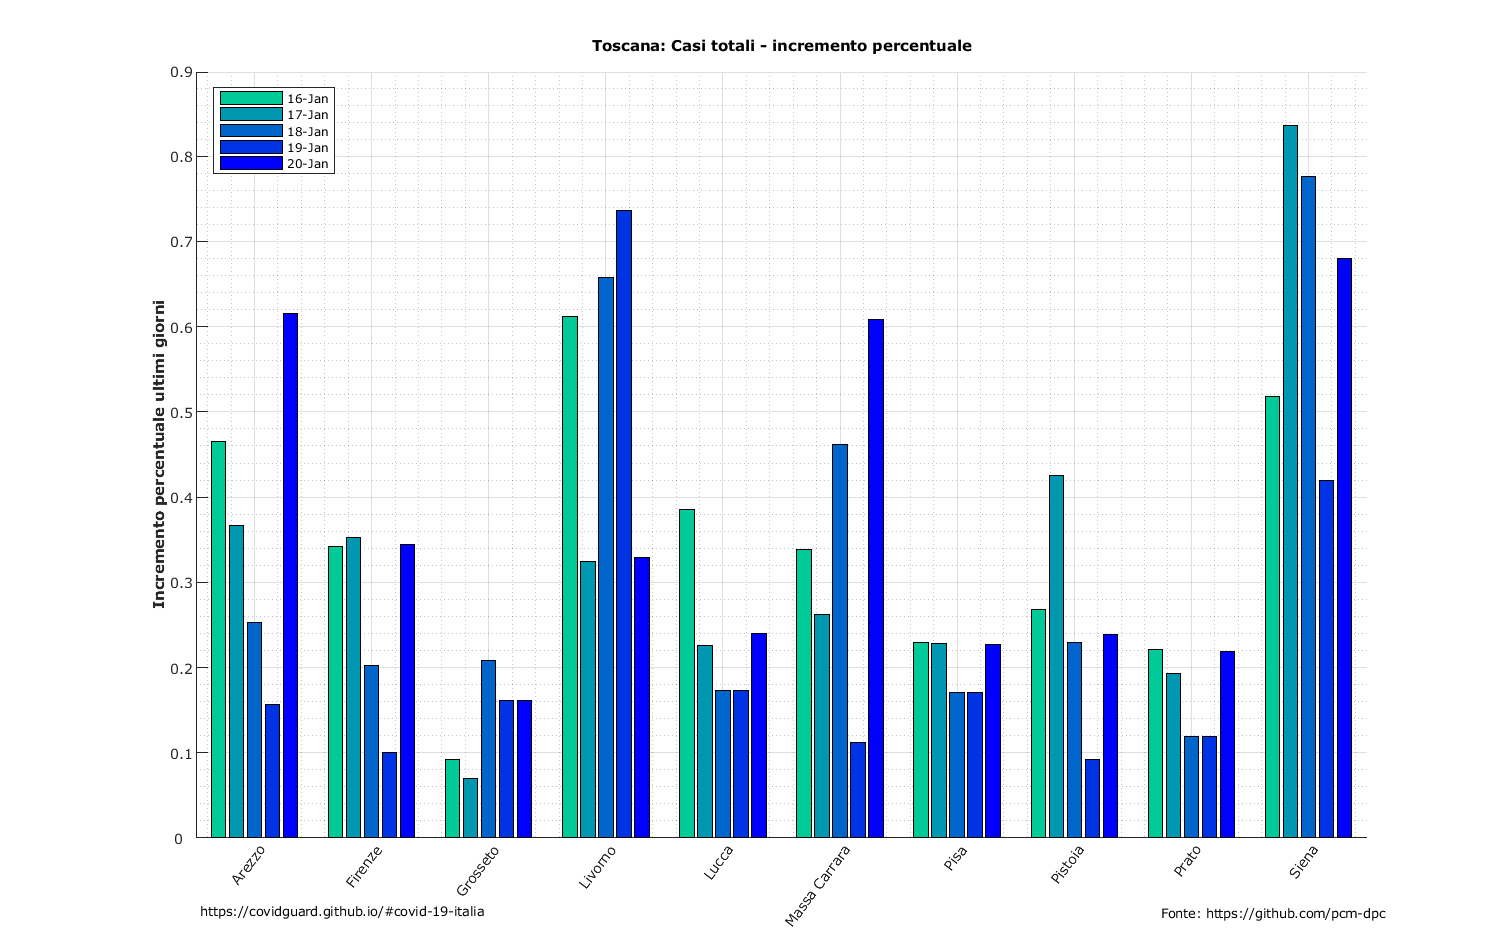 Toscana: Casi totali - incremento percentuale
0.9
0.8
0.7
0.6
0.5
0.4
0.3
0.2
0.1
0
Incremento percentuale ultimi giorni
16-Jan
17-Jan
18-Jan
19-Jan
20-Jan
Arezzo
Firenze
Grosseto
Livorno
Lucca
Massa Carrara
Pisa
Pistoia
Prato
Siena
https://covidguard.github.io/#covid-19-italia
Fonte: https://github.com/pcm-dpc